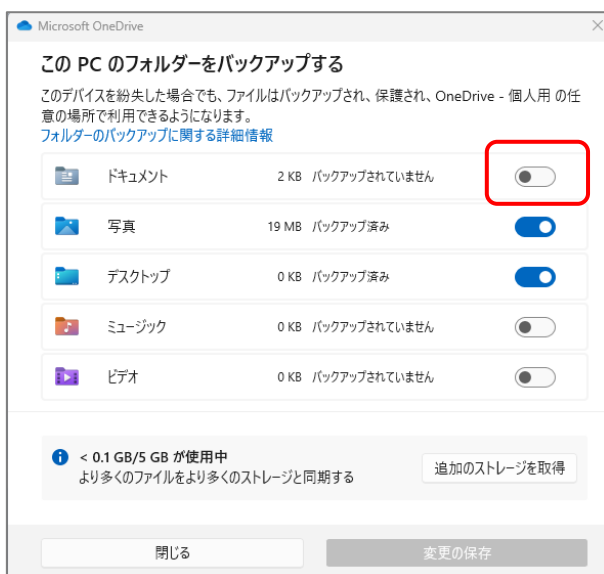 Microsoft OneDrive
この PC のフォルダーをバックアップする
このデバイスを紛失した場合でも、ファイルはバックアップされ、保護され、OneDrive - 個人用 の任
意の場所で利用できるようになります。
フォルダーのバックアップに関する詳細情報
ドキュメント 2 KB バックアップされていません
写真 19 MB バックアップ済み
デスクトップ 0 KB バックアップ済み
ミュージック 0 KB バックアップされていません
ビデオ 0 KB バックアップされていません
< 0.1 GB/5 GB が使用中
より多くのファイルをより多くのストレージと同期する
追加のストレージを取得
閉じる 変更の保存